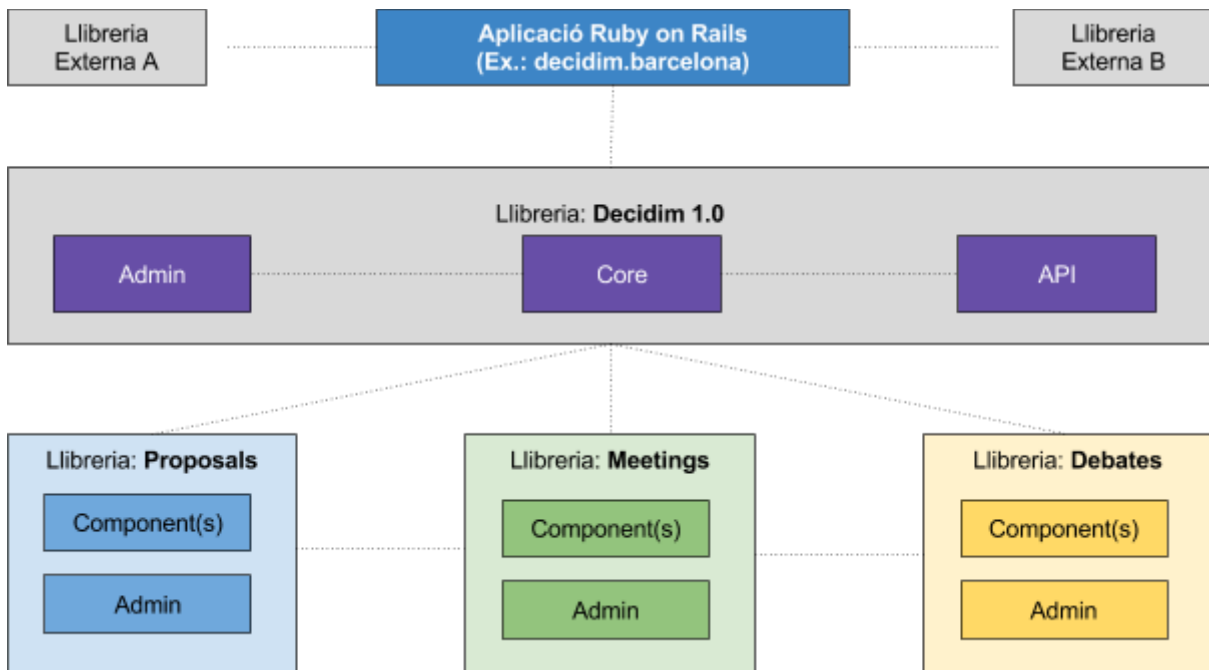 Llibreria
Externa A
Aplicació Ruby on Rails
(Ex.: decidim.barcelona)
Llibreria
Externa B
Llibreria: Decidim 1.0
Admin
Core
API
Llibreria: Proposals
Component(s)
Admin
Llibreria: Meetings
Component(s)
Admin
Llibreria: Debates
Component(s)
Admin